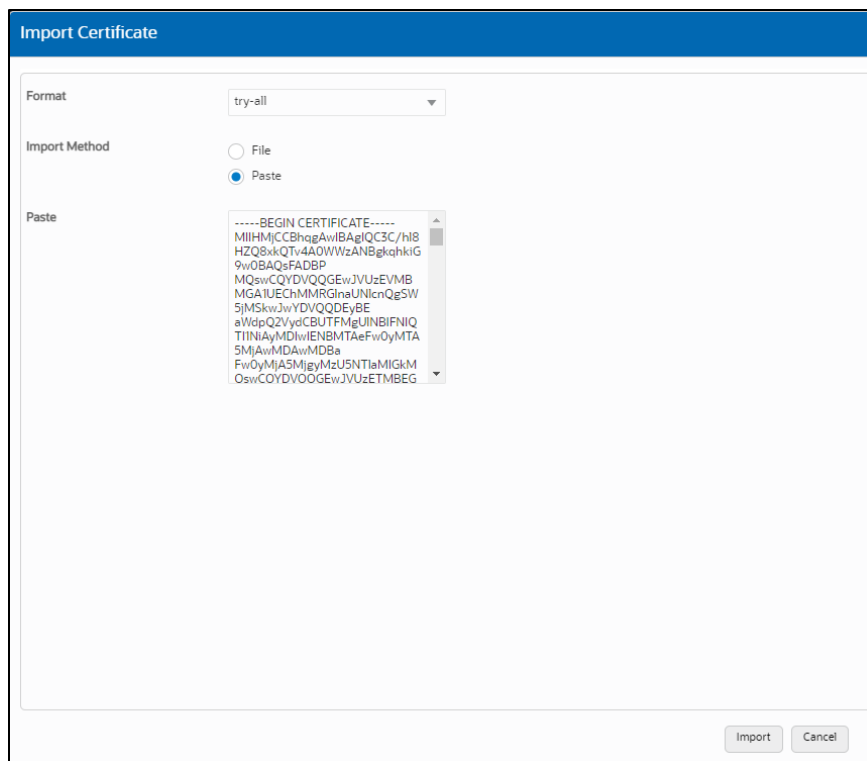 Import Certificate
Format
try-all
Import Method
File
Paste
Paste
-----BEGIN CERTIFICATE-----
MIIHMjCCBhqgAwIBAgIQC3C/hI8
HZQ8xkQTv4A0WWzANBgkqhkiG
9w0BAQsFADBP
MQswCQYDVQQGEwJVUzEVMB
MGA1UEChMMRGlnaUNlcnQgSW
5jMSkwJwYDVQQDEyBE
aWdpQ2VydCBUTFMgUlNBIFNIQ
TI1NiAyMDIwIENBMTAeFw0yMTA
5MjAwMDAwMDBa
Fw0yMjA5MjgyMzU5NTlaMIGkM
QswCQYDVQQGEwJVUzETMBEG
Import
Cancel